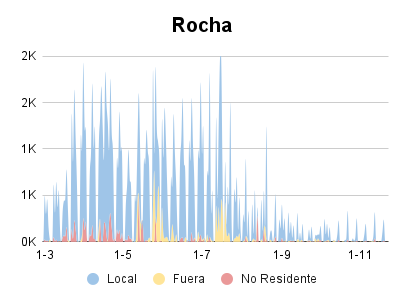 Rocha
2K
2K
1K
1K
0K
1-3 1-5 1-7 1-9 1-11
Local Fuera No Residente